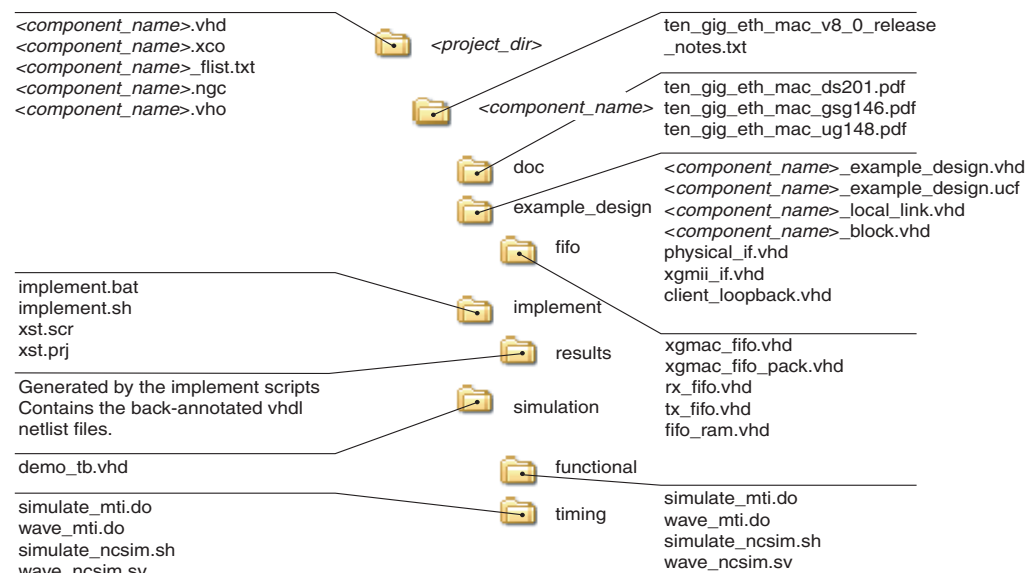 <component_name>.vhd
<component_name>.xco
<component_name>_flist.txt
<component_name>.ngc
<component_name>.vho
<project_dir>
ten_gig_eth_mac_v8_0_release
_notes.txt
<component_name>
ten_gig_eth_mac_ds201.pdf
ten_gig_eth_mac_gsg146.pdf
ten_gig_eth_mac_ug148.pdf
doc
example_design
<component_name>_example_design.vhd
<component_name>_example_design.ucf
<component_name>_local_link.vhd
<component_name>_block.vhd
physical_if.vhd
xgmii_if.vhd
client_loopback.vhd
fifo
implement.bat
implement.sh
xst.scr
xst.prj
implement
xgmac_fifo.vhd
xgmac_fifo_pack.vhd
rx_fifo.vhd
tx_fifo.vhd
fifo_ram.vhd
results
Generated by the implement scripts
Contains the back-annotated vhdl
netlist files.
simulation
demo_tb.vhd
functional
simulate_mti.do
wave_mti.do
simulate_ncsim.sh
wave_ncsim.sv
timing
simulate_mti.do
wave_mti.do
simulate_ncsim.sh
wave_ncsim.sv